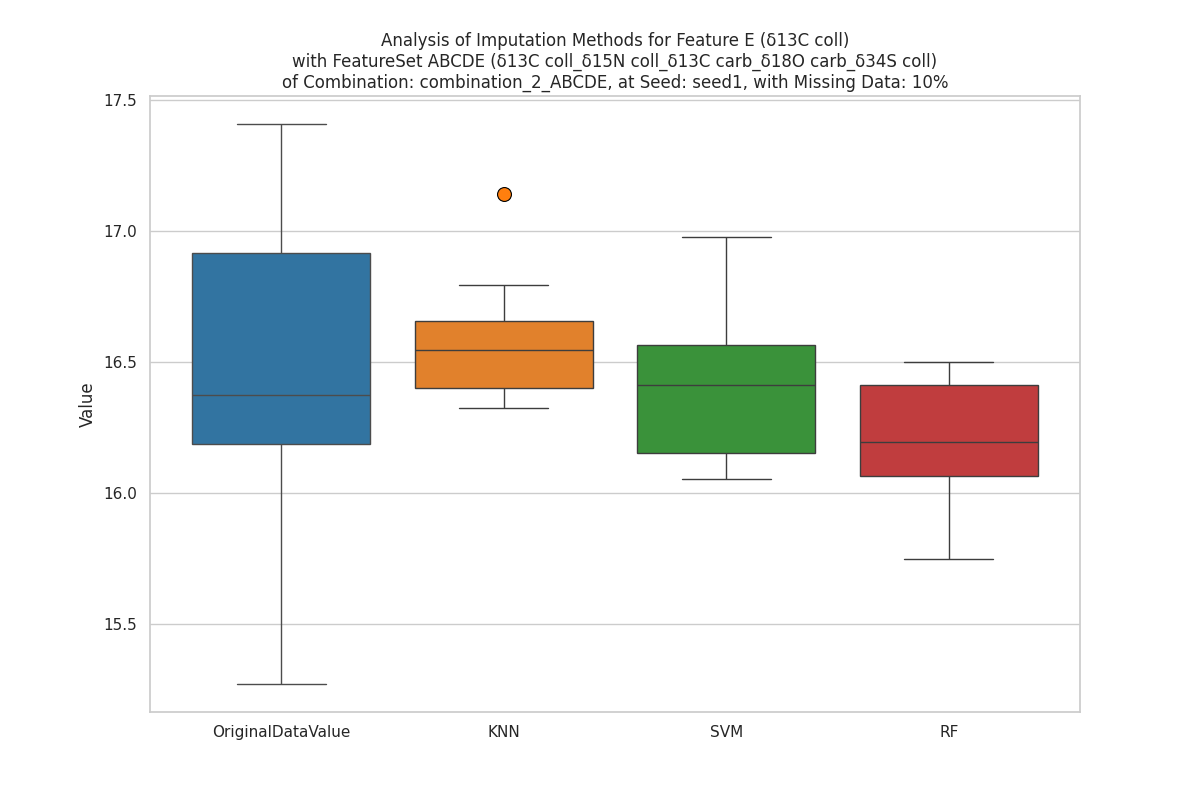 Analysis of Imputation Methods for Feature E (δ13C coll)
with FeatureSet ABCDE (δ13C coll_δ15N coll_δ13C carb_δ18O carb_δ34S coll)
of Combination: combination_2_ABCDE, at Seed: seed1, with Missing Data: 10%
17.5
17.0
16.5
16.0
15.5
Value
OriginalDataValue
KNN
SVM
RF